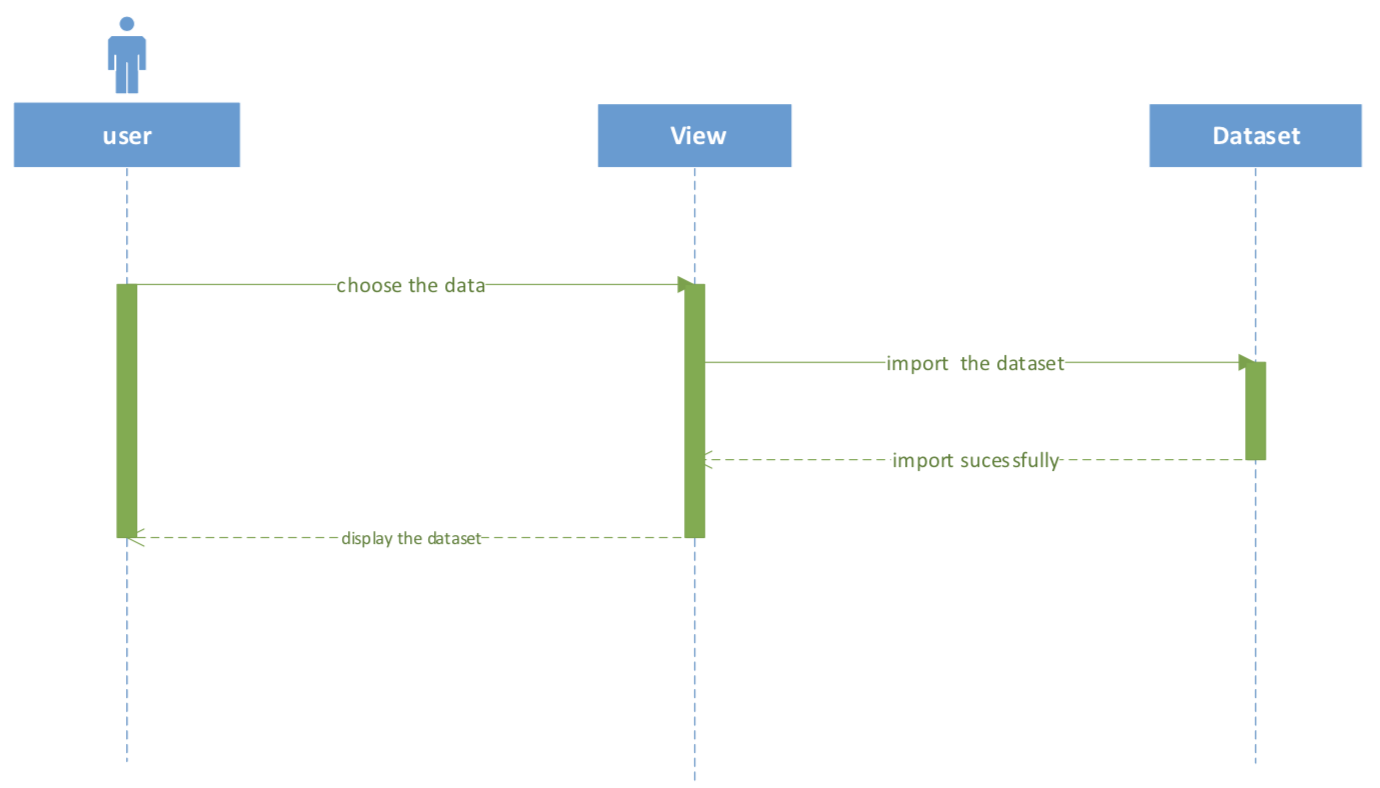 user
View
Dataset
choose the data
import the dataset
import sucessfully
display the dataset